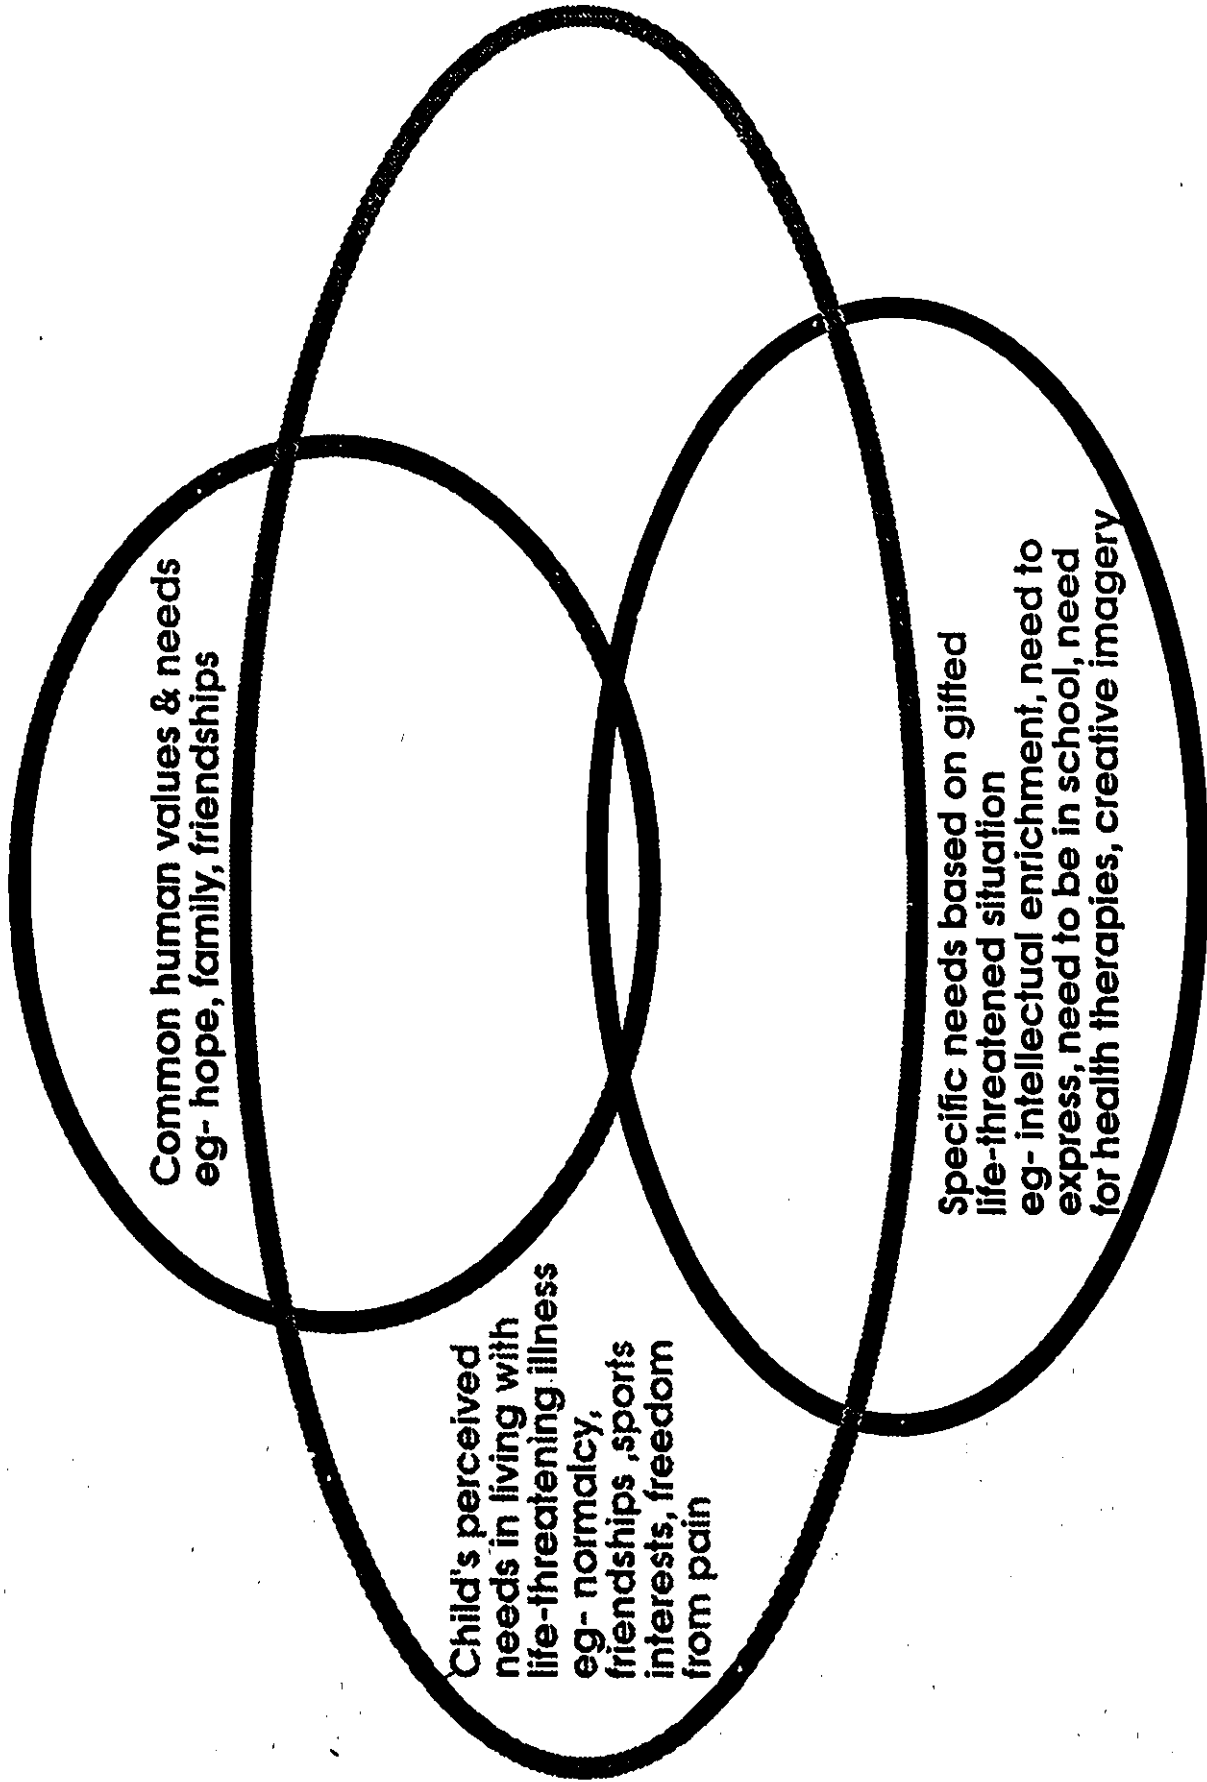 Common human values & needs
eg- hope, family, friendships
Child's perceived
needs in living with
life-threatening illness
eg- normalcy,
friendships ,sports
interests, freedom
from pain
Specific needs based on gifted
life-threatened situation
eg- intellectual enrichment, need to
express, need to be in school, need
for health therapies, creative imagery